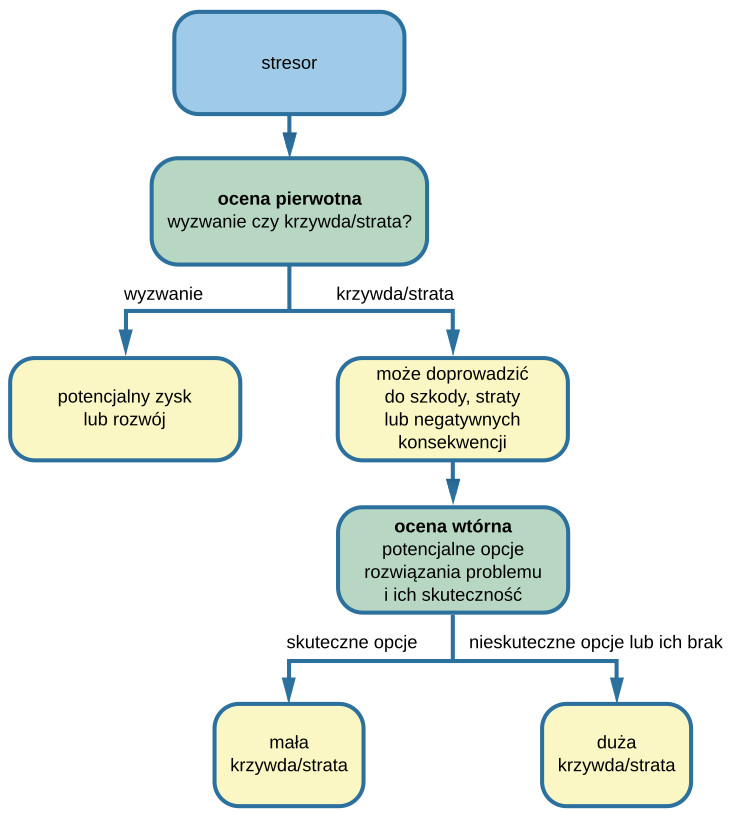 stresor
ocena pierwotna
wyzwanie czy krzywda/strata?
wyzwanie
krzywda/strata
potencjalny zysk
lub rozwój
może doprowadzić
do szkody, straty
lub negatywnych
konsekwencji
ocena wtórna
potencjalne opcje
rozwiązania problemu
i ich skuteczność
skuteczne opcje
nieskuteczne opcje lub ich brak
mała
krzywda/strata
duża
krzywda/strata